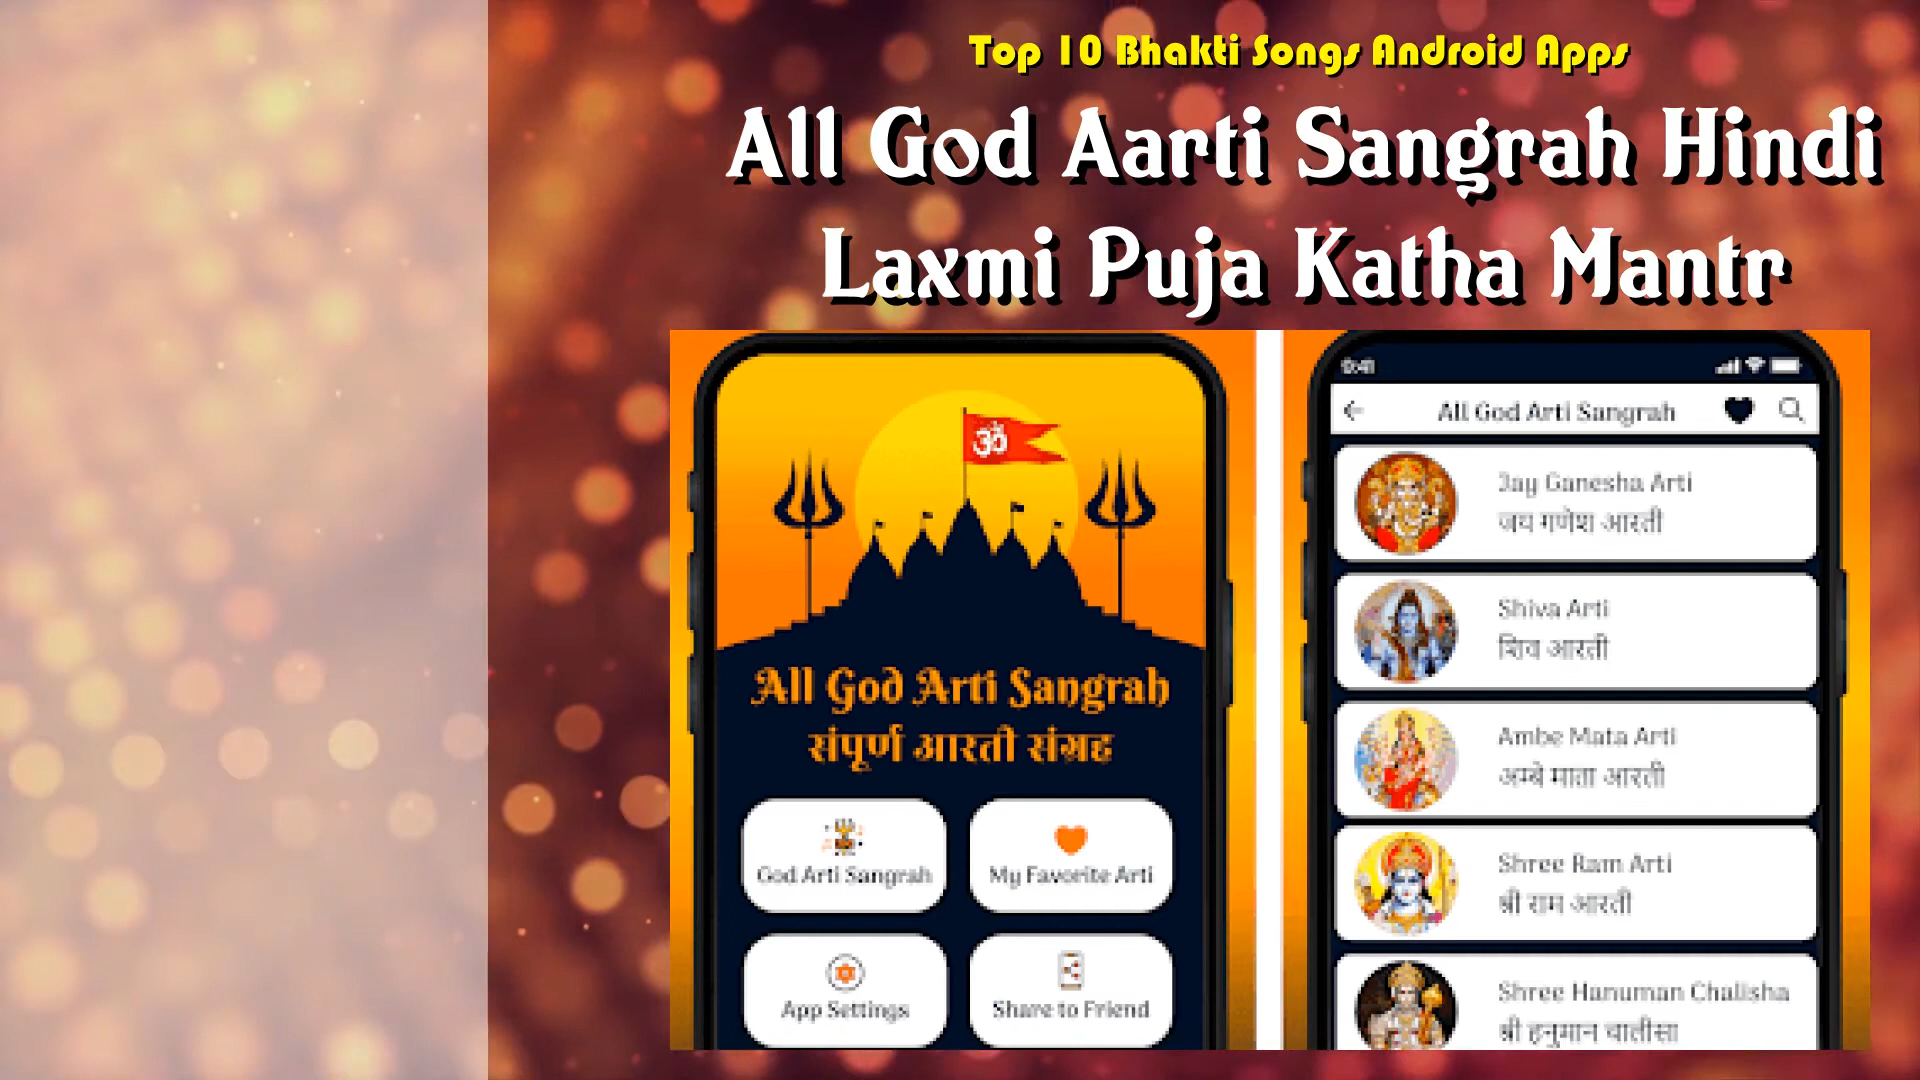 Top 10 Bhakti Songs Android Apps
All God Aarti Sangrah Hindi
Laxmi Puja Katha Mantr
ॐ
All God Arti Sangrah
संपूर्ण आरती संग्रह
God Arti Sangrah
My Favorite Arti
App Settings
Share to Friend
9:41
All God Arti Sangrah
Jay Ganesha Arti
जय गणेश आरती
Shiva Arti
शिव आरती
Ambe Mata Arti
अम्बे माता आरती
Shree Ram Arti
श्री राम आरती
Shree Hanuman Chalisha
श्री हनुमान चालीसा